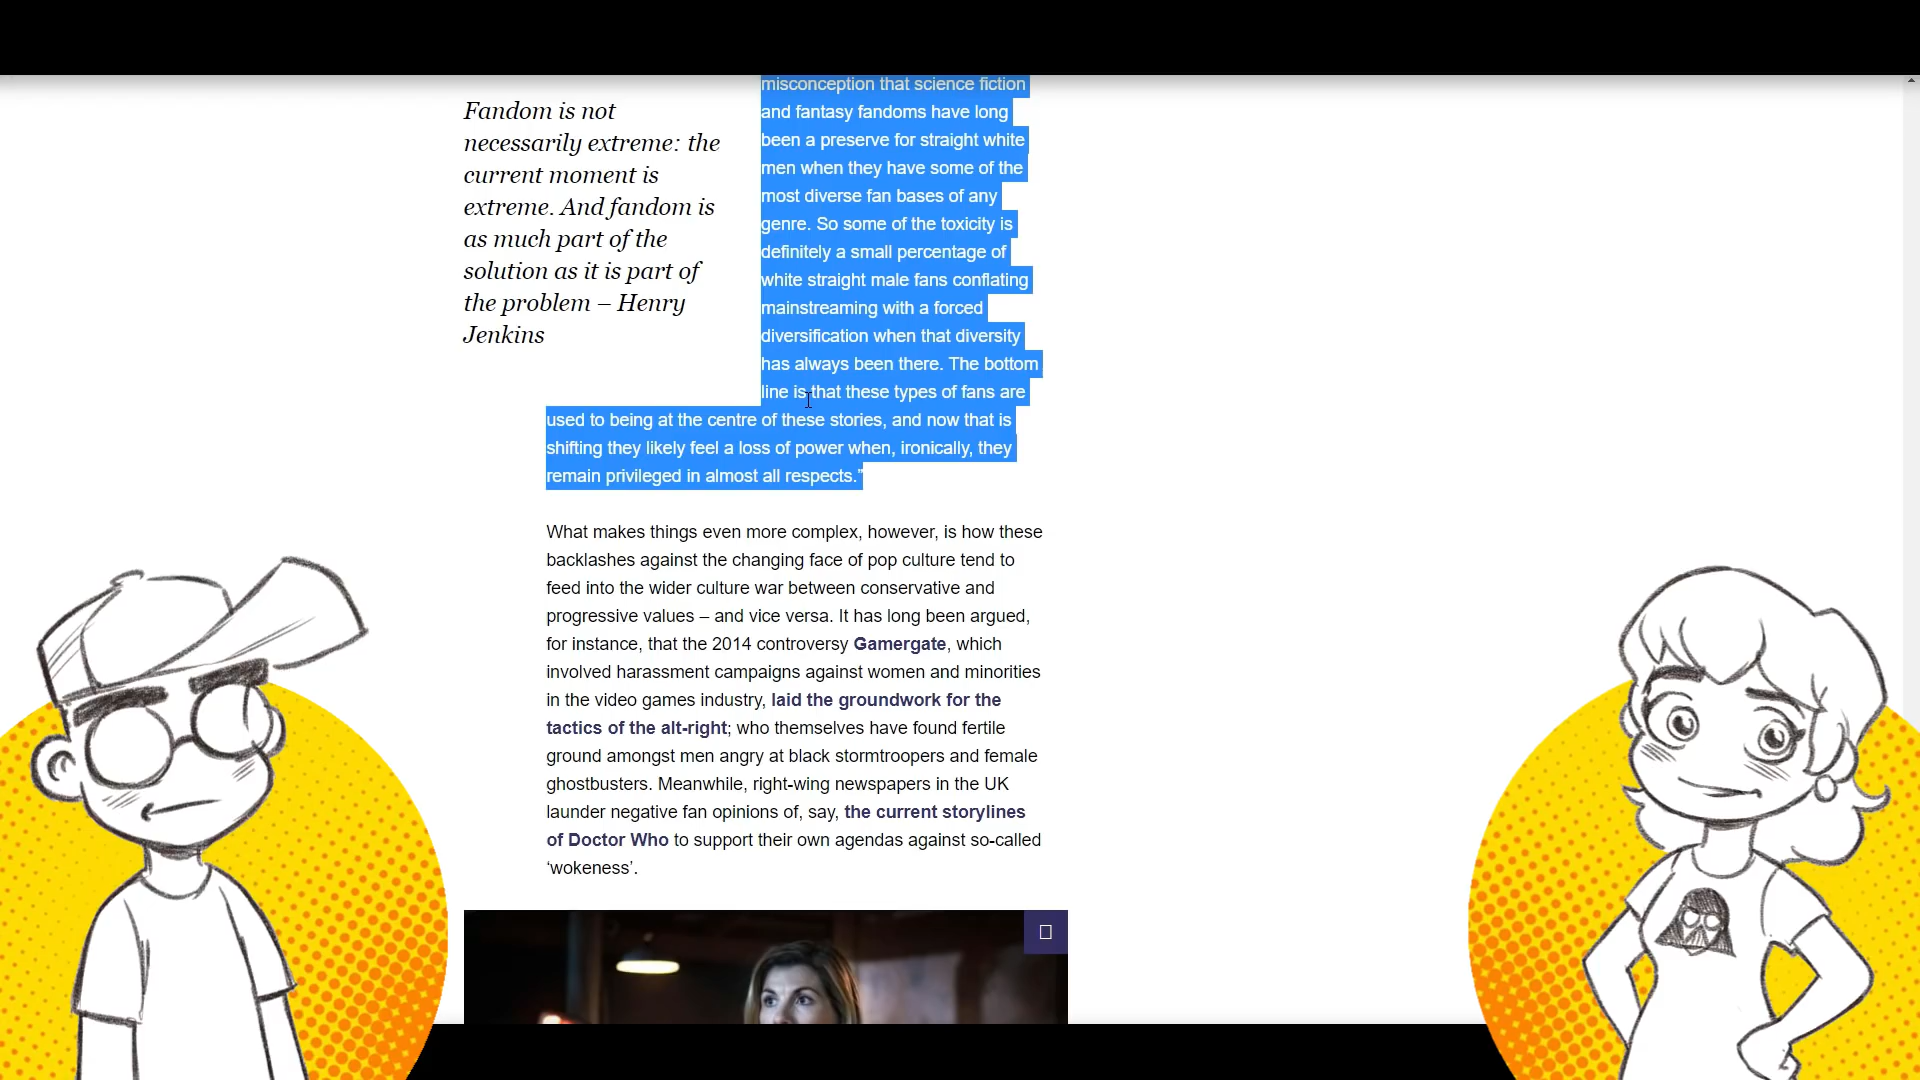 Fandom is not
necessarily extreme: the
current moment is
extreme. And fandom is
as much part of the
solution as it is part of
the problem – Henry
Jenkins
misconception that science fiction
and fantasy fandoms have long
been a preserve for straight white
men when they have some of the
most diverse fan bases of any
genre. So some of the toxicity is
definitely a small percentage of
white straight male fans conflating
mainstreaming with a forced
diversification when that diversity
has always been there. The bottom
line is that these types of fans are
used to being at the centre of these stories, and now that is
shifting they likely feel a loss of power when, ironically, they
remain privileged in almost all respects.”
What makes things even more complex, however, is how these
backlashes against the changing face of pop culture tend to
feed into the wider culture war between conservative and
progressive values – and vice versa. It has long been argued,
for instance, that the 2014 controversy Gamergate, which
involved harassment campaigns against women and minorities
in the video games industry, laid the groundwork for the
tactics of the alt-right; who themselves have found fertile
ground amongst men angry at black stormtroopers and female
ghostbusters. Meanwhile, right-wing newspapers in the UK
launder negative fan opinions of, say, the current storylines
of Doctor Who to support their own agendas against so-called
‘wokeness’.